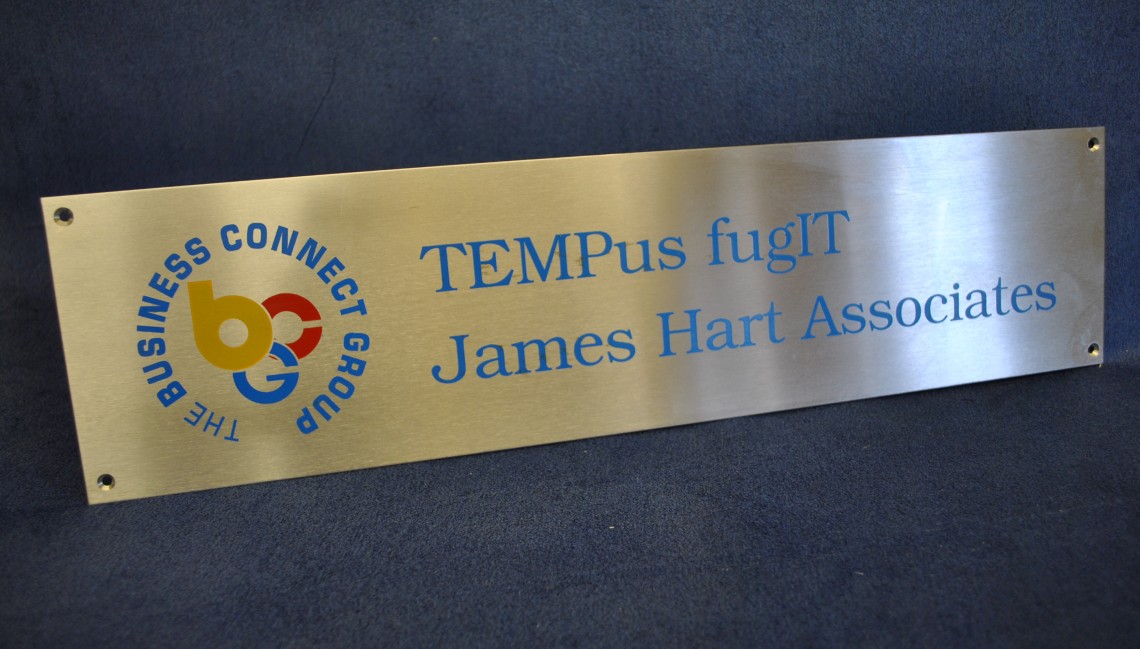 THE BUSINESS CONNECT GROUP
bcG
TEMPus fugIT
James Hart Associates